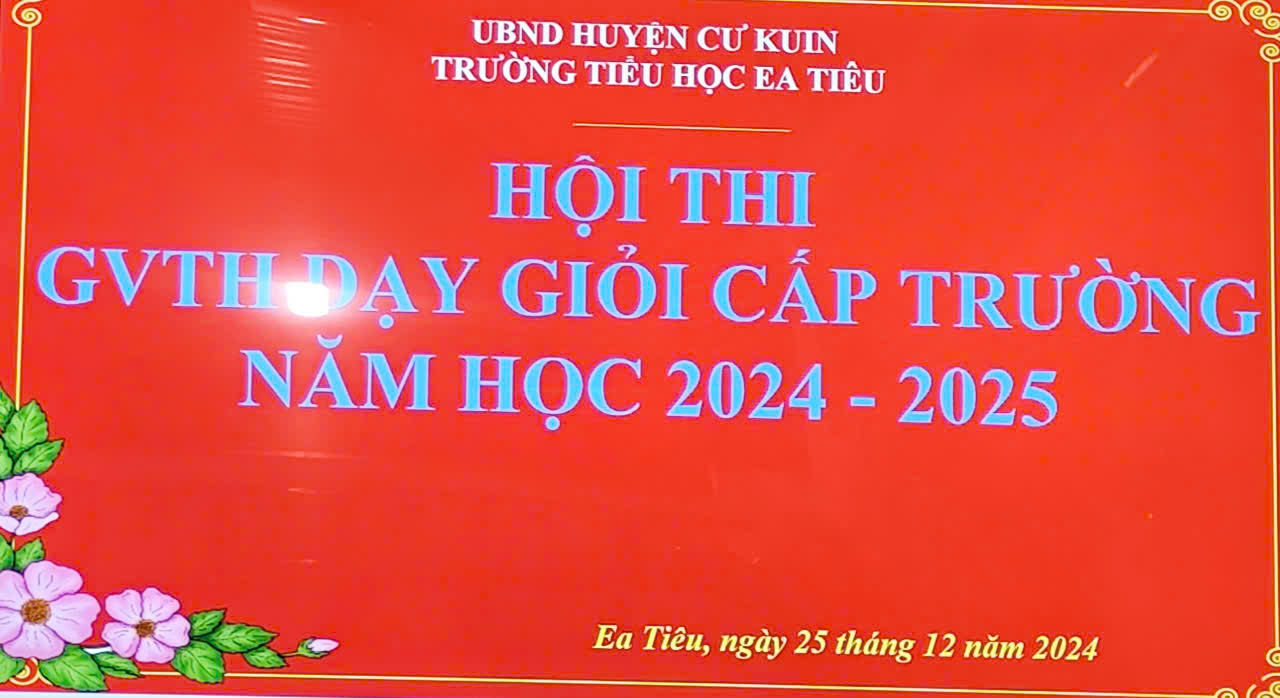 UBND HUYỆN CƯ KUIN
TRƯỜNG TIỂU HỌC EA TIÊU
HỘI THI
GVTH DẠY GIỎI CẤP TRƯỜNG
NĂM HỌC 2024 - 2025
Ea Tiêu, ngày 25 tháng 12 năm 2024